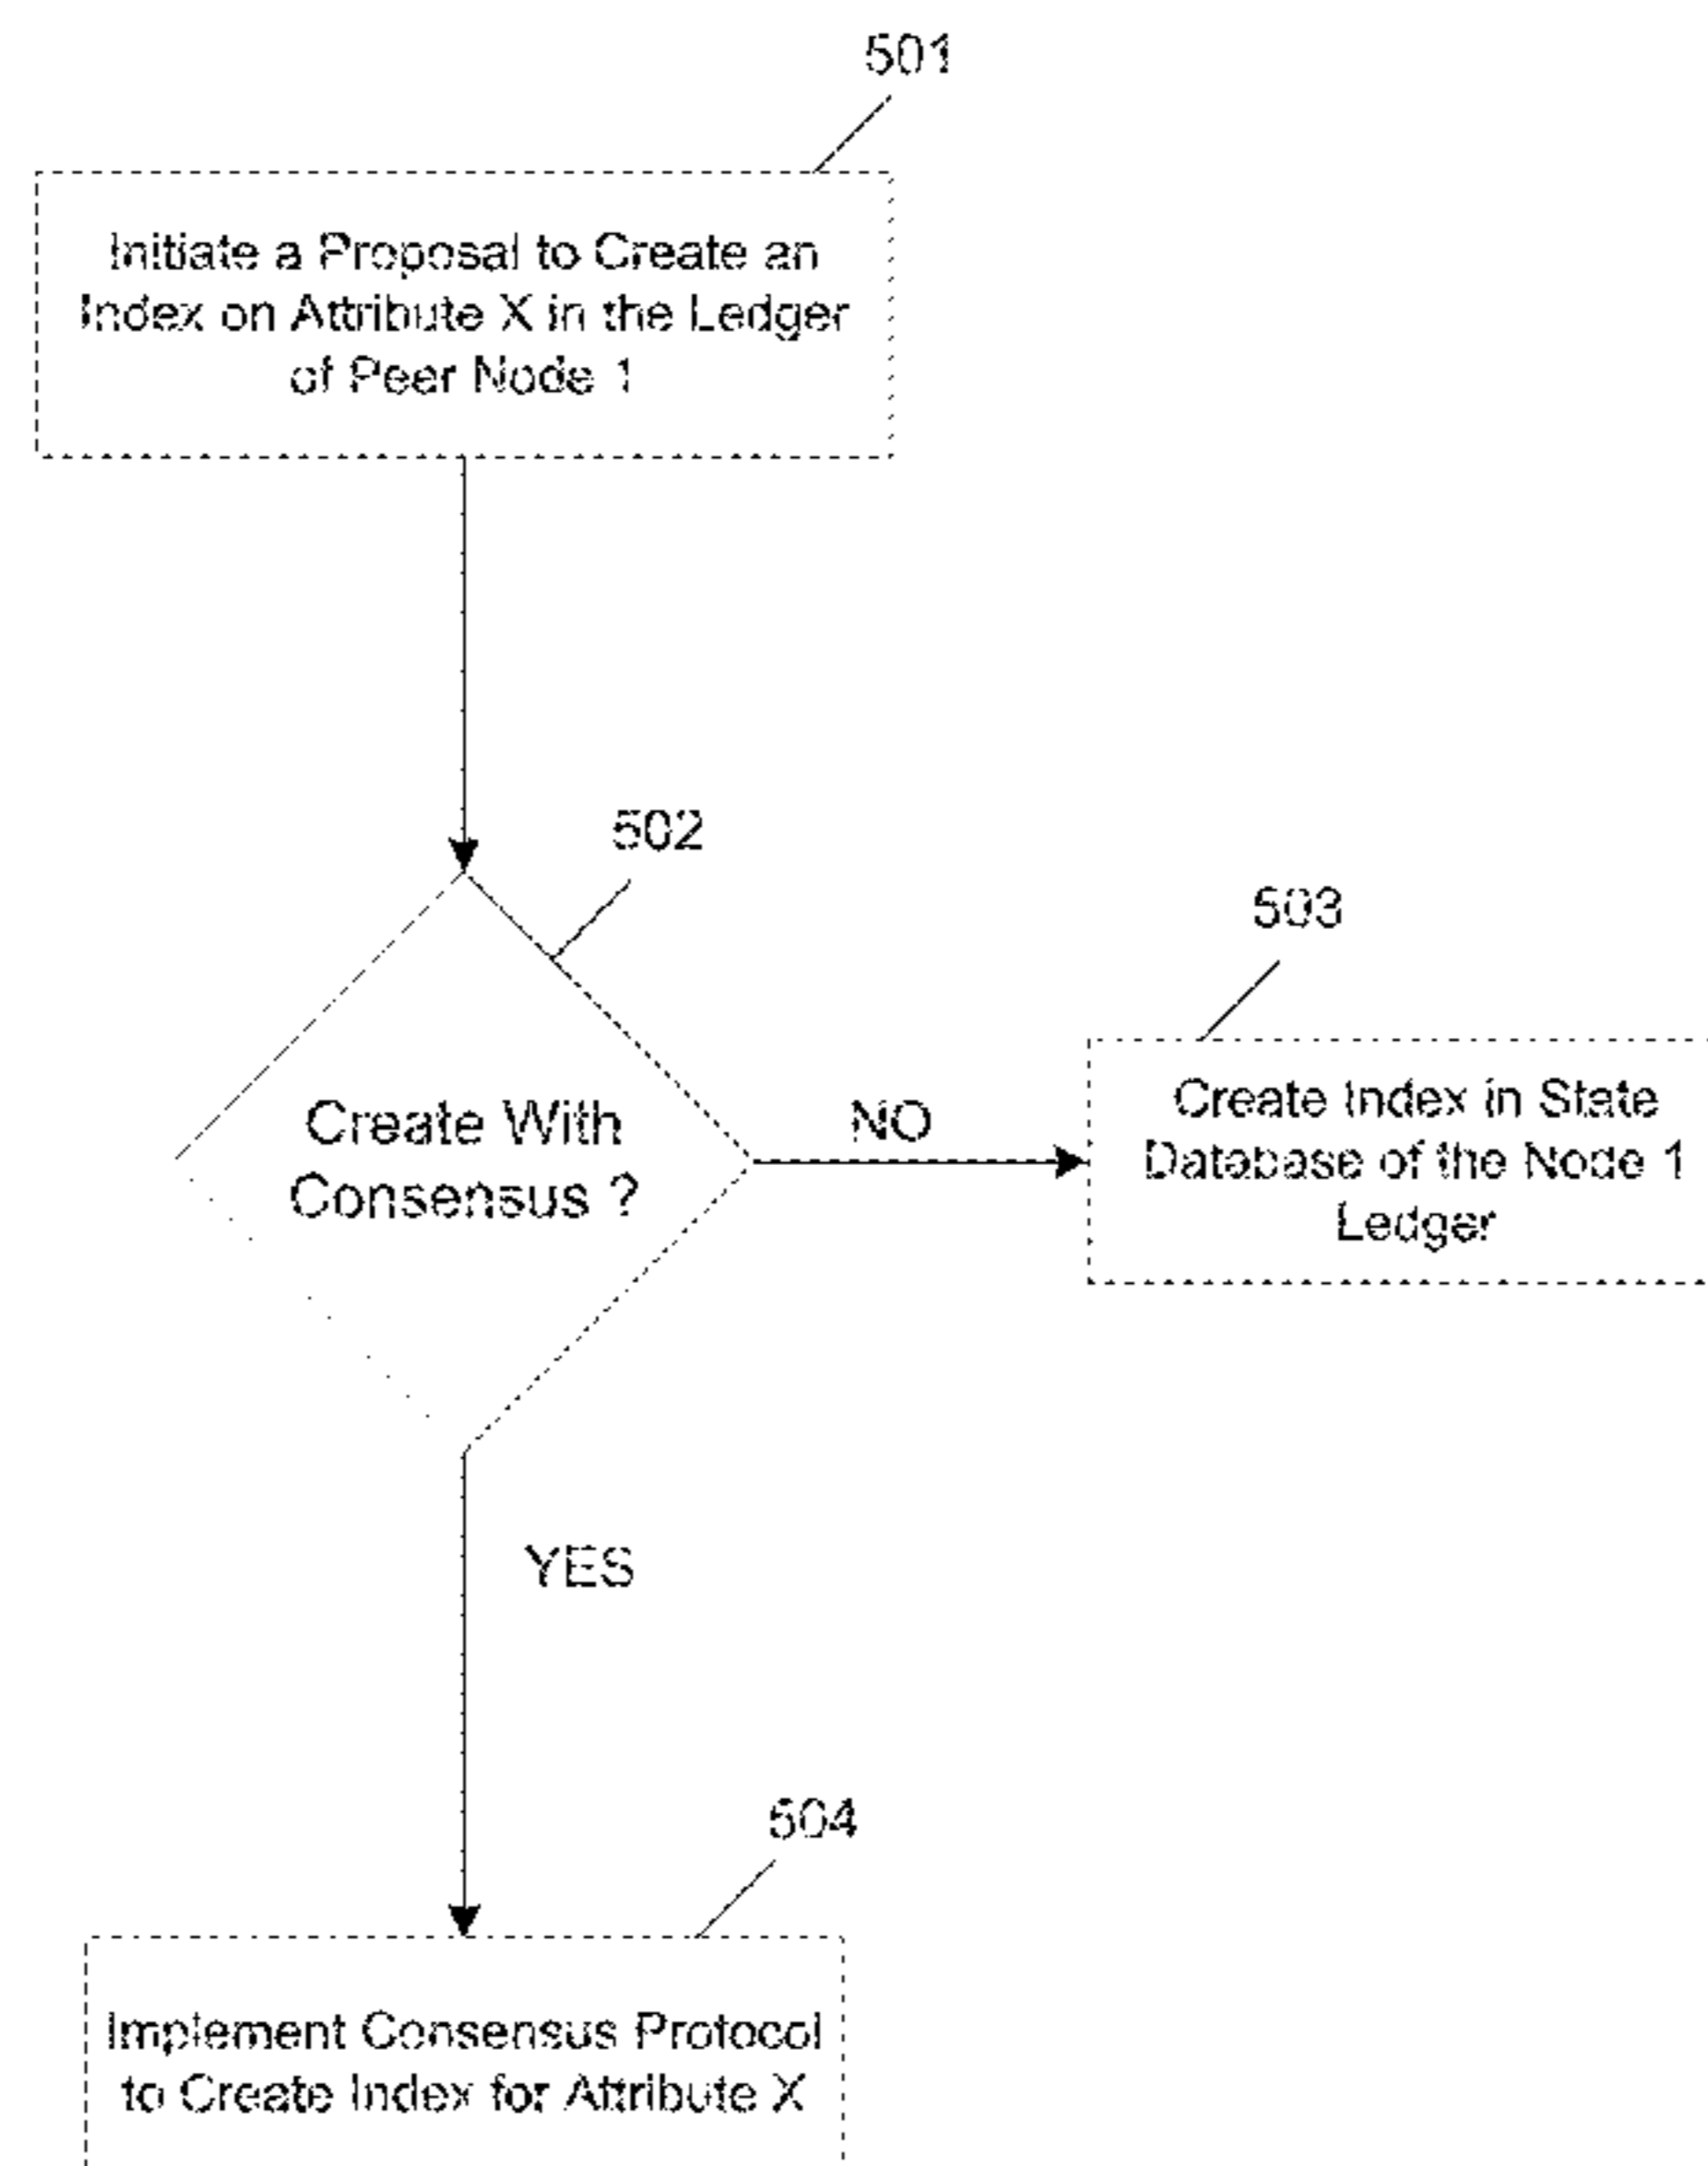 501
Initiate a Proposal to Create an
Index on Attribute X in the Ledger
of Peer Node 1
502
503
Create With
Consensus ?
NO
Create Index in State
Database of the Node 1
Ledger
YES
504
Implement Consensus Protocol
to Create Index for Attribute X